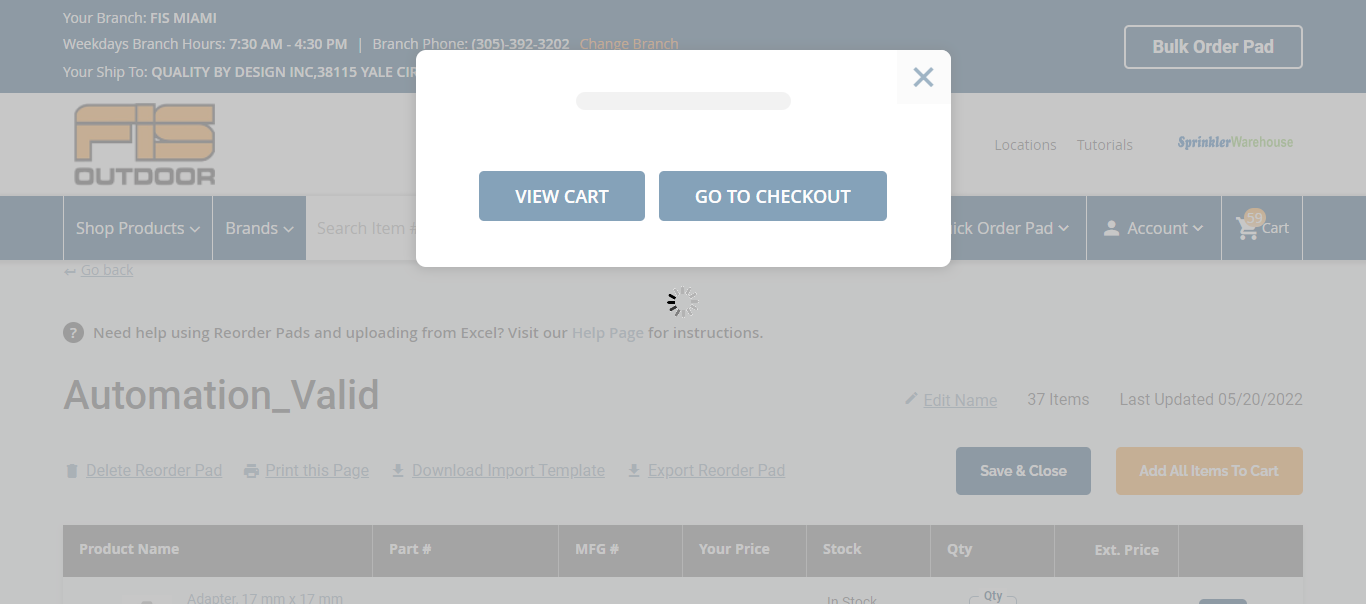 Your Branch: FIS MIAMI
Weekdays Branch Hours: 7:30 AM - 4:30 PM | Branch Phone: (305)-392-3202 Change Branch
Your Ship To: QUALITY BY DESIGN INC,38115 YALE CIR
Bulk Order Pad
FIS
OUTDOOR
Locations Tutorials SprinklerWarehouse
VIEW CART GO TO CHECKOUT
Shop Products Brands Search Item # Order Pad Account 59 Cart
Go back
? Need help using Reorder Pads and uploading from Excel? Visit our Help Page for instructions.
Automation_Valid
Edit Name 37 Items Last Updated 05/20/2022
Delete Reorder Pad Print this Page Download Import Template Export Reorder Pad Save & Close Add All Items To Cart
Product Name Part # MFG # Your Price Stock Qty Ext. Price
Adapter, 17 mm x 17 mm In Stock Qty